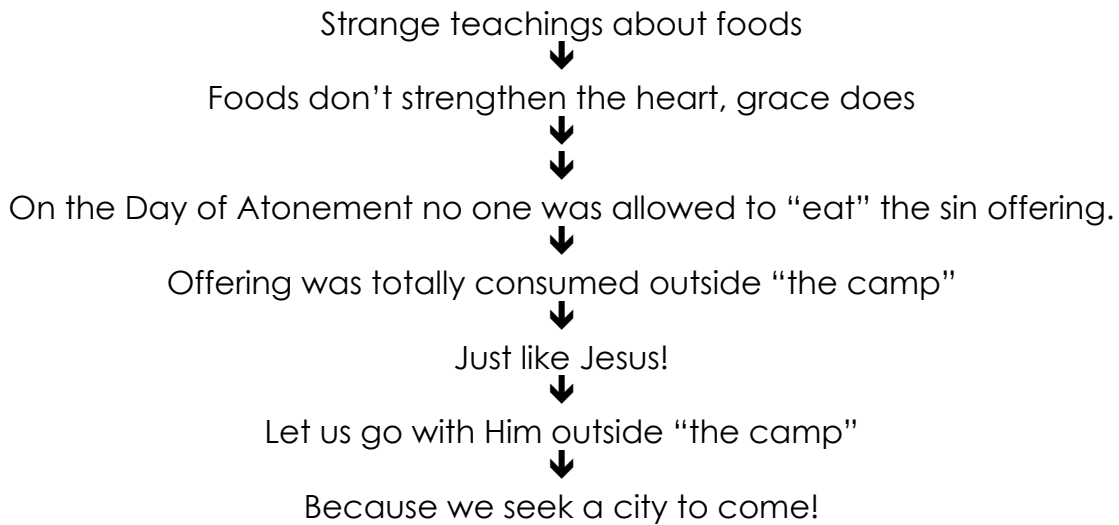 Strange teachings about foods
Foods don't strengthen the heart, grace does
On the Day of Atonement no one was allowed to “eat” the sin offering.
Offering was totally consumed outside “the camp”
Just like Jesus!
Let us go with Him outside “the camp”
Because we seek a city to come!